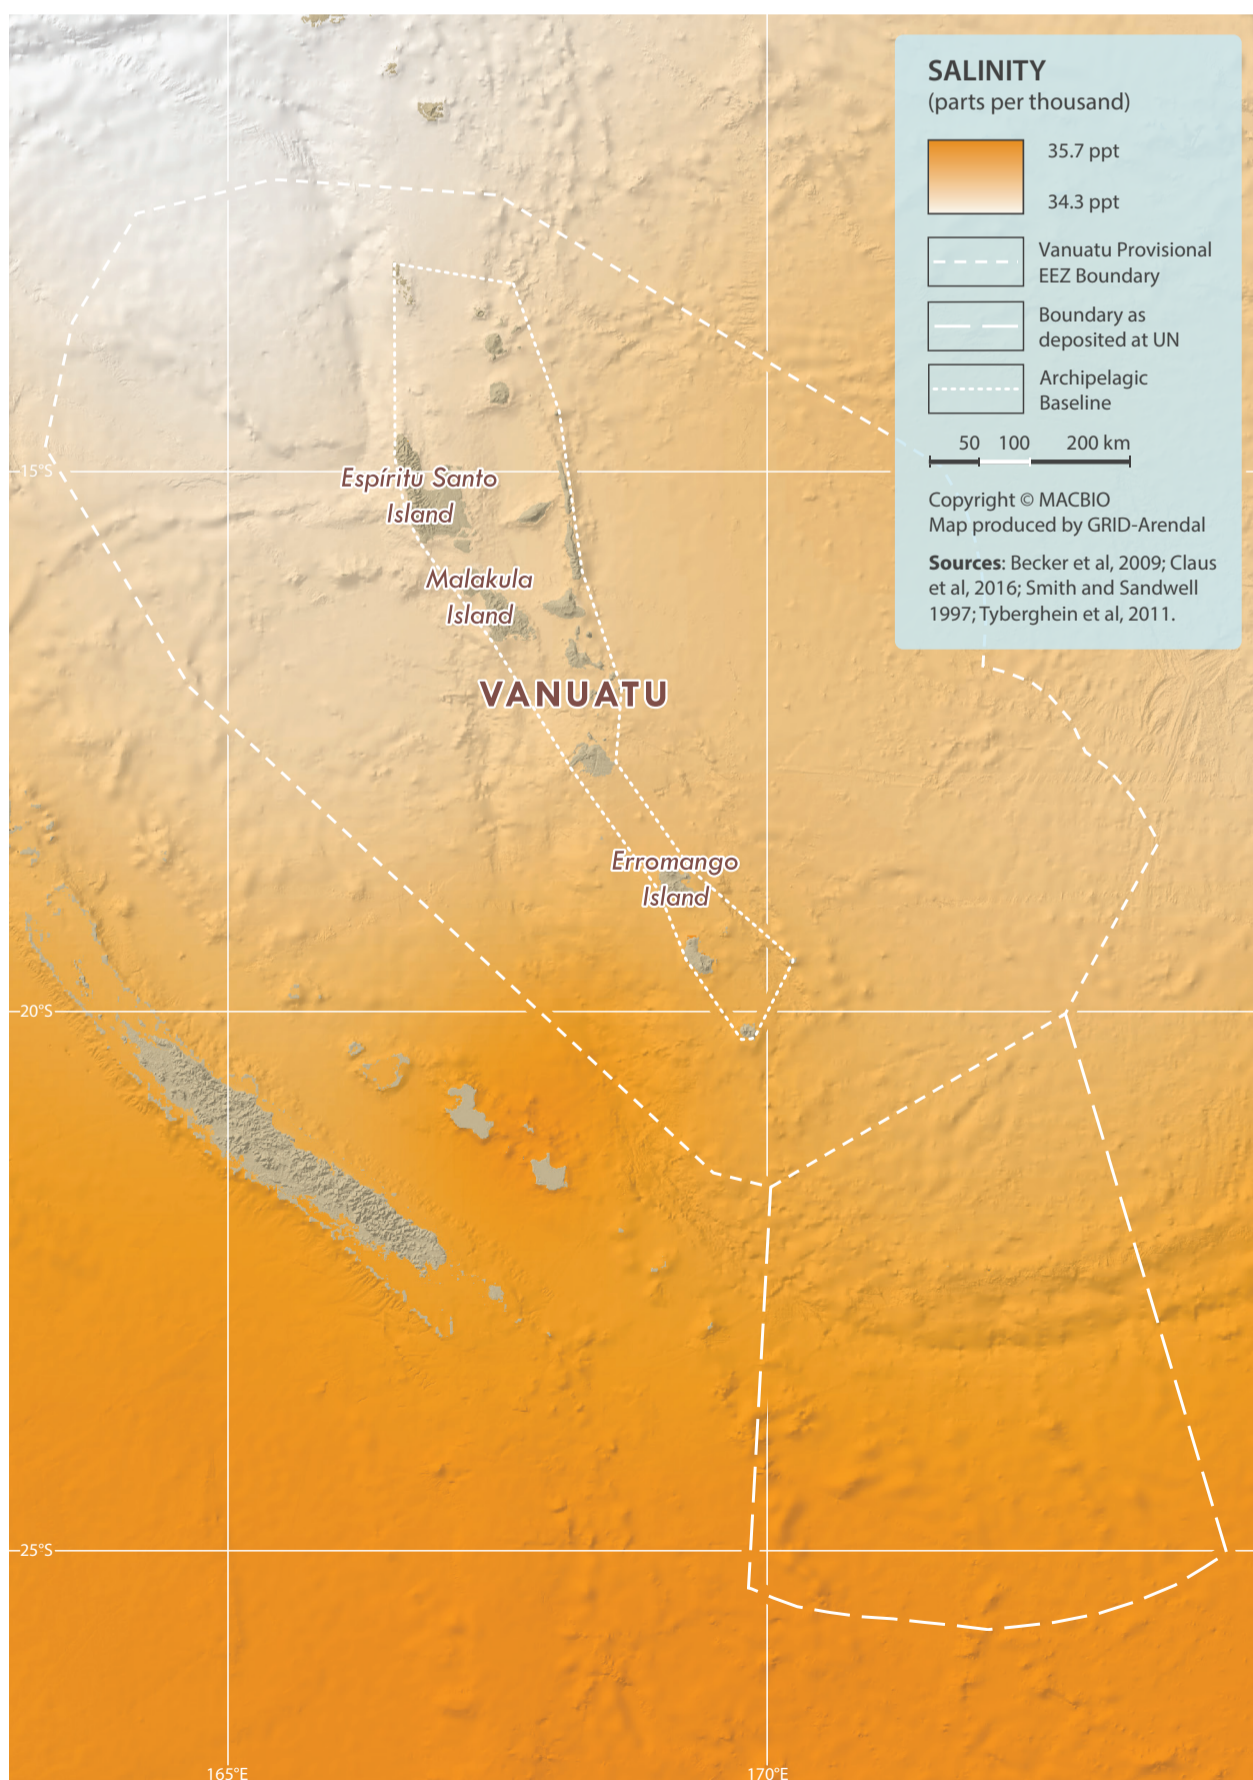 SALINITY
(parts per thousand)
35.7 ppt
34.3 ppt
Vanuatu Provisional
EEZ Boundary
Boundary as
deposited at UN
Archipelagic
Baseline
50 100 200 km
Copyright © MACBIO
Map produced by GRID-Arendal
Sources: Becker et al, 2009; Claus
et al, 2016; Smith and Sandwell
1997; Tyberghein et al, 2011.
15°S
Espíritu Santo
Island
Malakula
Island
VANUATU
Erromango
Island
20°S
25°S
165°E
170°E